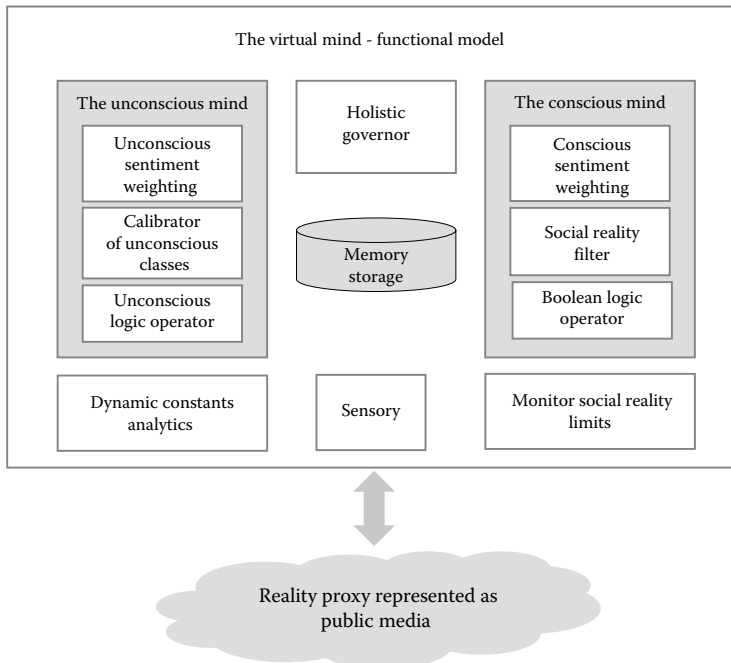 The virtual mind - functional model
The unconscious mind
Unconscious
sentiment
weighting
Calibrator
of unconscious
classes
Unconscious
logic operator
Holistic
governor
Memory
storage
The conscious mind
Conscious
sentiment
weighting
Social reality
filter
Boolean logic
operator
Dynamic constants
analytics
Sensory
Monitor social reality
limits
Reality proxy represented as
public media